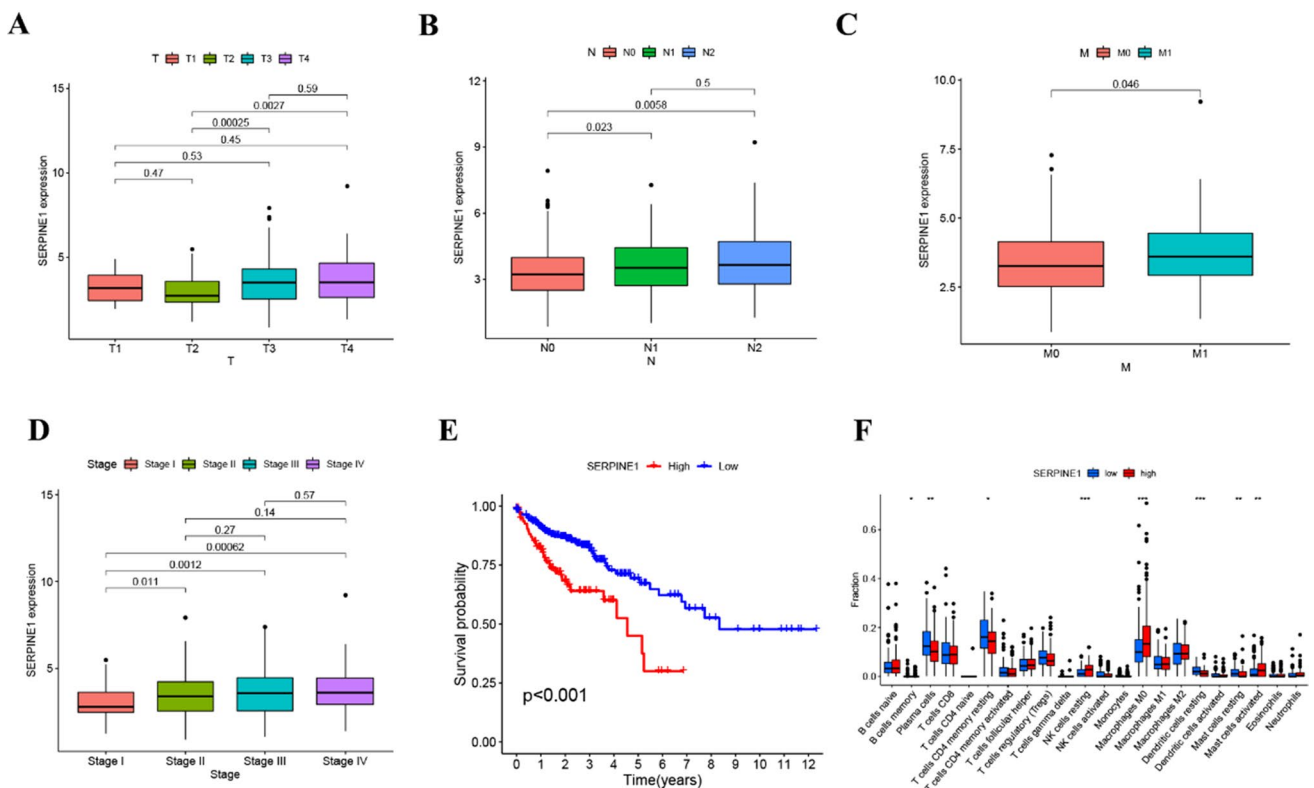 A
T T1 T2 T3 T4
15
10
5
SERPINE1 expression
0.59
0.0027
0.00025
0.45
0.53
0.47
T1 T2 T3 T4
T
B
N N0 N1 N2
12
9
6
3
SERPINE1 expression
0.5
0.0058
0.023
N0 N1 N2
N
C
M M0 M1
10.0
7.5
5.0
2.5
SERPINE1 expression
0.046
M0 M1
M
D
Stage Stage I Stage II Stage III Stage IV
15
10
5
SERPINE1 expression
0.57
0.14
0.27
0.00062
0.0012
0.011
Stage I Stage II Stage III Stage IV
Stage
E
SERPINE1 High Low
1.00
0.75
0.50
0.25
0.00
Survival probability
p<0.001
0 1 2 3 4 5 6 7 8 9 10 11 12
Time(years)
F
SERPINE1 low high
0.6
0.4
0.2
0.0
Fraction
B cells naive
B cells memory
Plasma cells
T cells CD8
T cells CD4 naive
T cells CD4 memory resting
T cells CD4 memory activated
T cells follicular helper
T cells regulatory (Tregs)
T cells gamma delta
NK cells resting
NK cells activated
Monocytes
Macrophages M0
Macrophages M1
Macrophages M2
Dendritic cells resting
Dendritic cells activated
Mast cells resting
Mast cells activated
Eosinophils
Neutrophils